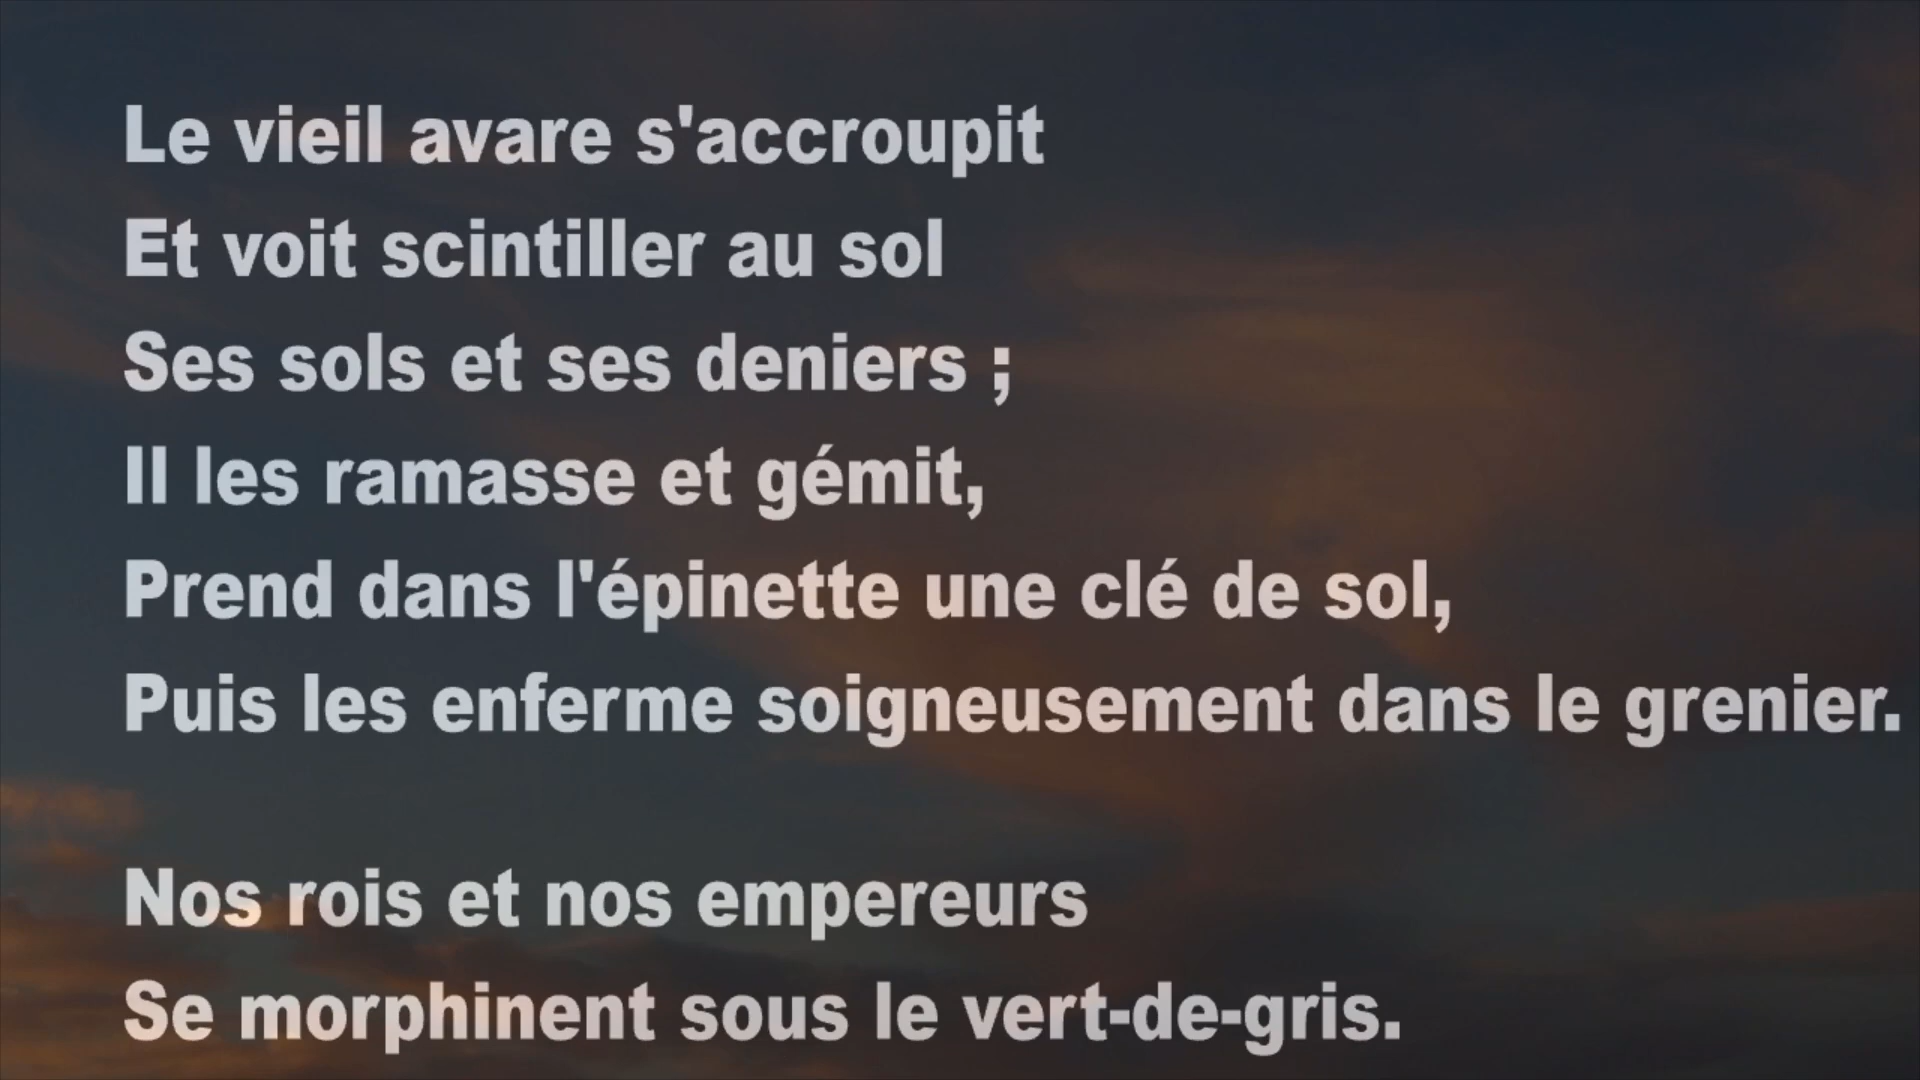 Le vieil avare s'accroupit
Et voit scintiller au sol
Ses sols et ses deniers ;
Il les ramasse et gémit,
Prend dans l'épinette une clé de sol,
Puis les enferme soigneusement dans le grenier.
Nos rois et nos empereurs
Se morphinent sous le vert-de-gris.